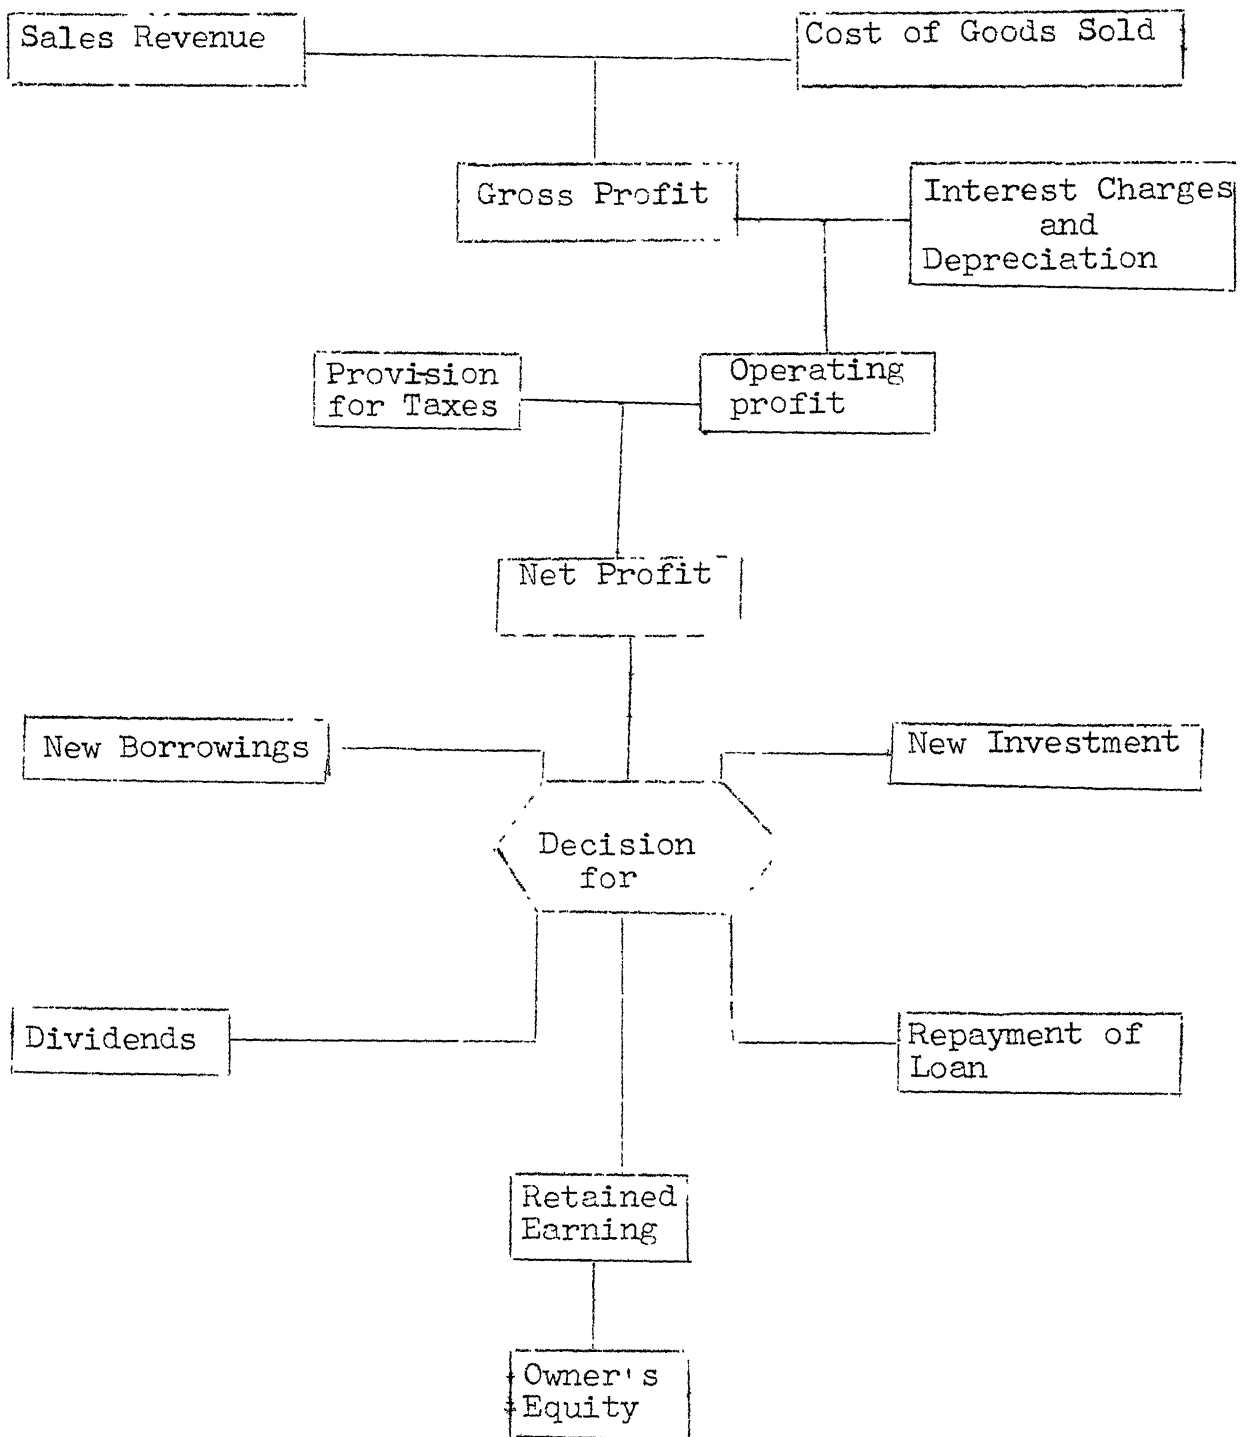 Sales Revenue
Cost of Goods Sold
Gross Profit
Interest Charges
and
Depreciation
Provision
for Taxes
Operating
profit
Net Profit
New Borrowings
New Investment
Decision
for
Dividends
Repayment of
Loan
Retained
Earning
Owner's
Equity